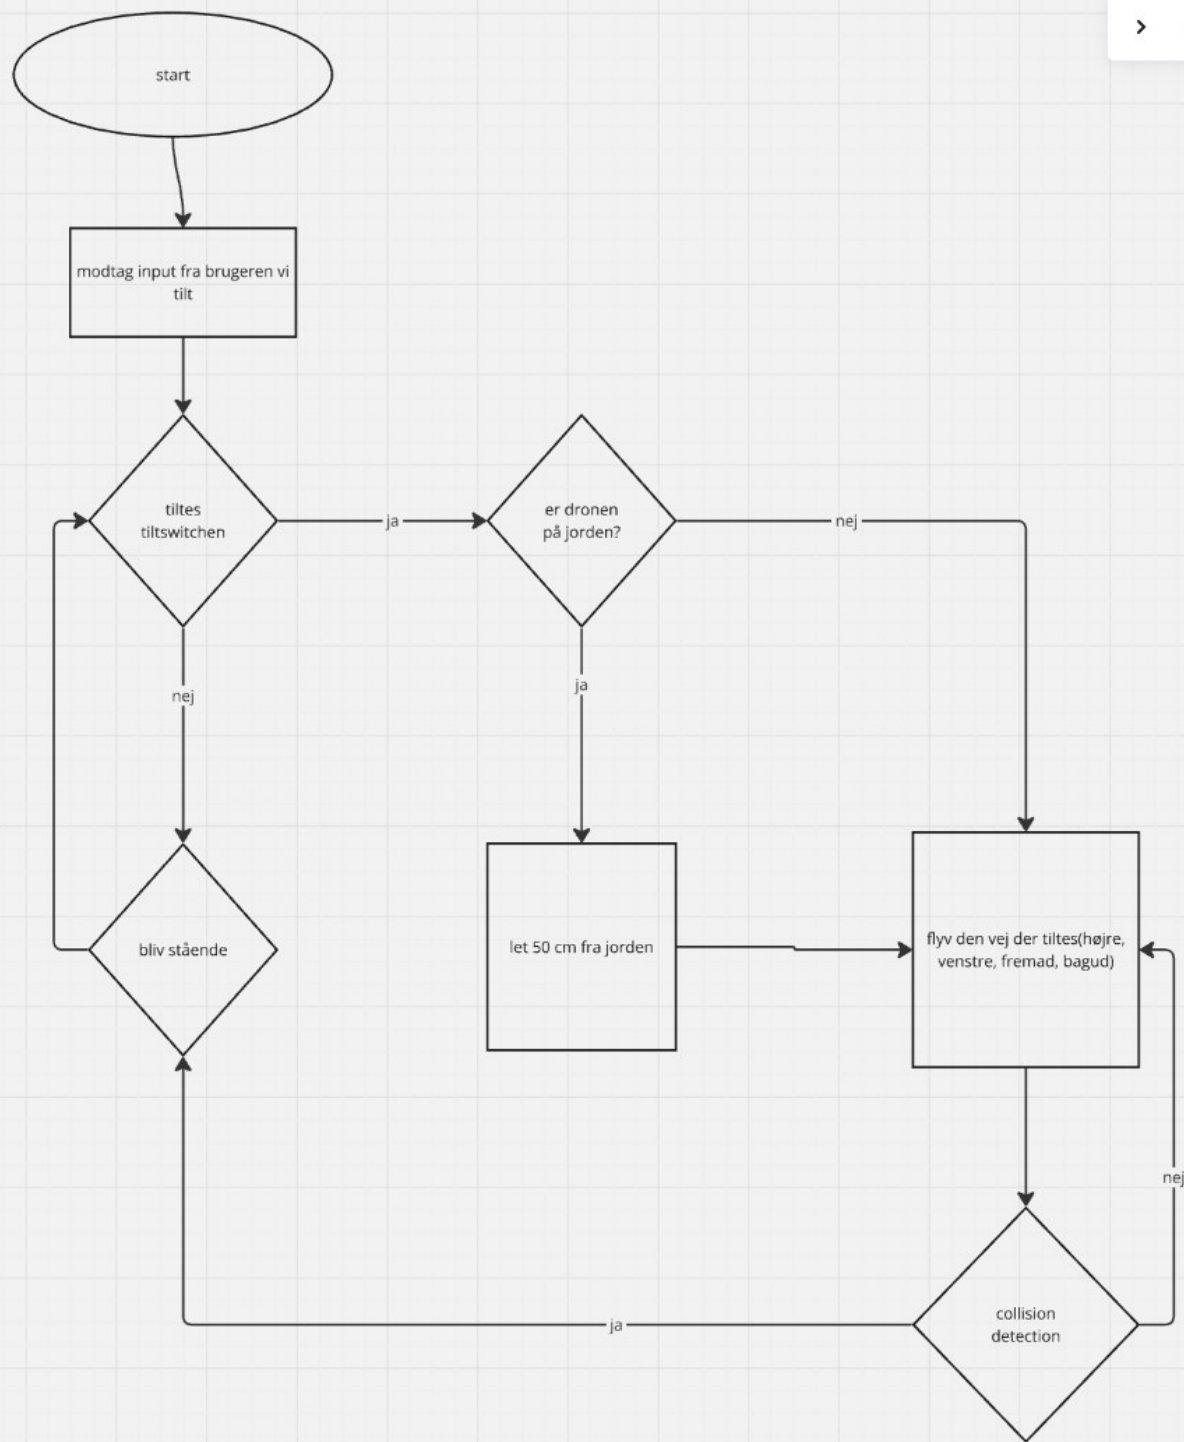 start
modtag input fra brugeren vi
tilt
tiltes
tiltswitchen
ja
er dronen
på jorden?
nej
nej
ja
bliv stående
let 50 cm fra jorden
flyv den vej der tiltes(højre,
venstre, fremad, bagud)
nej
collision
detection
ja